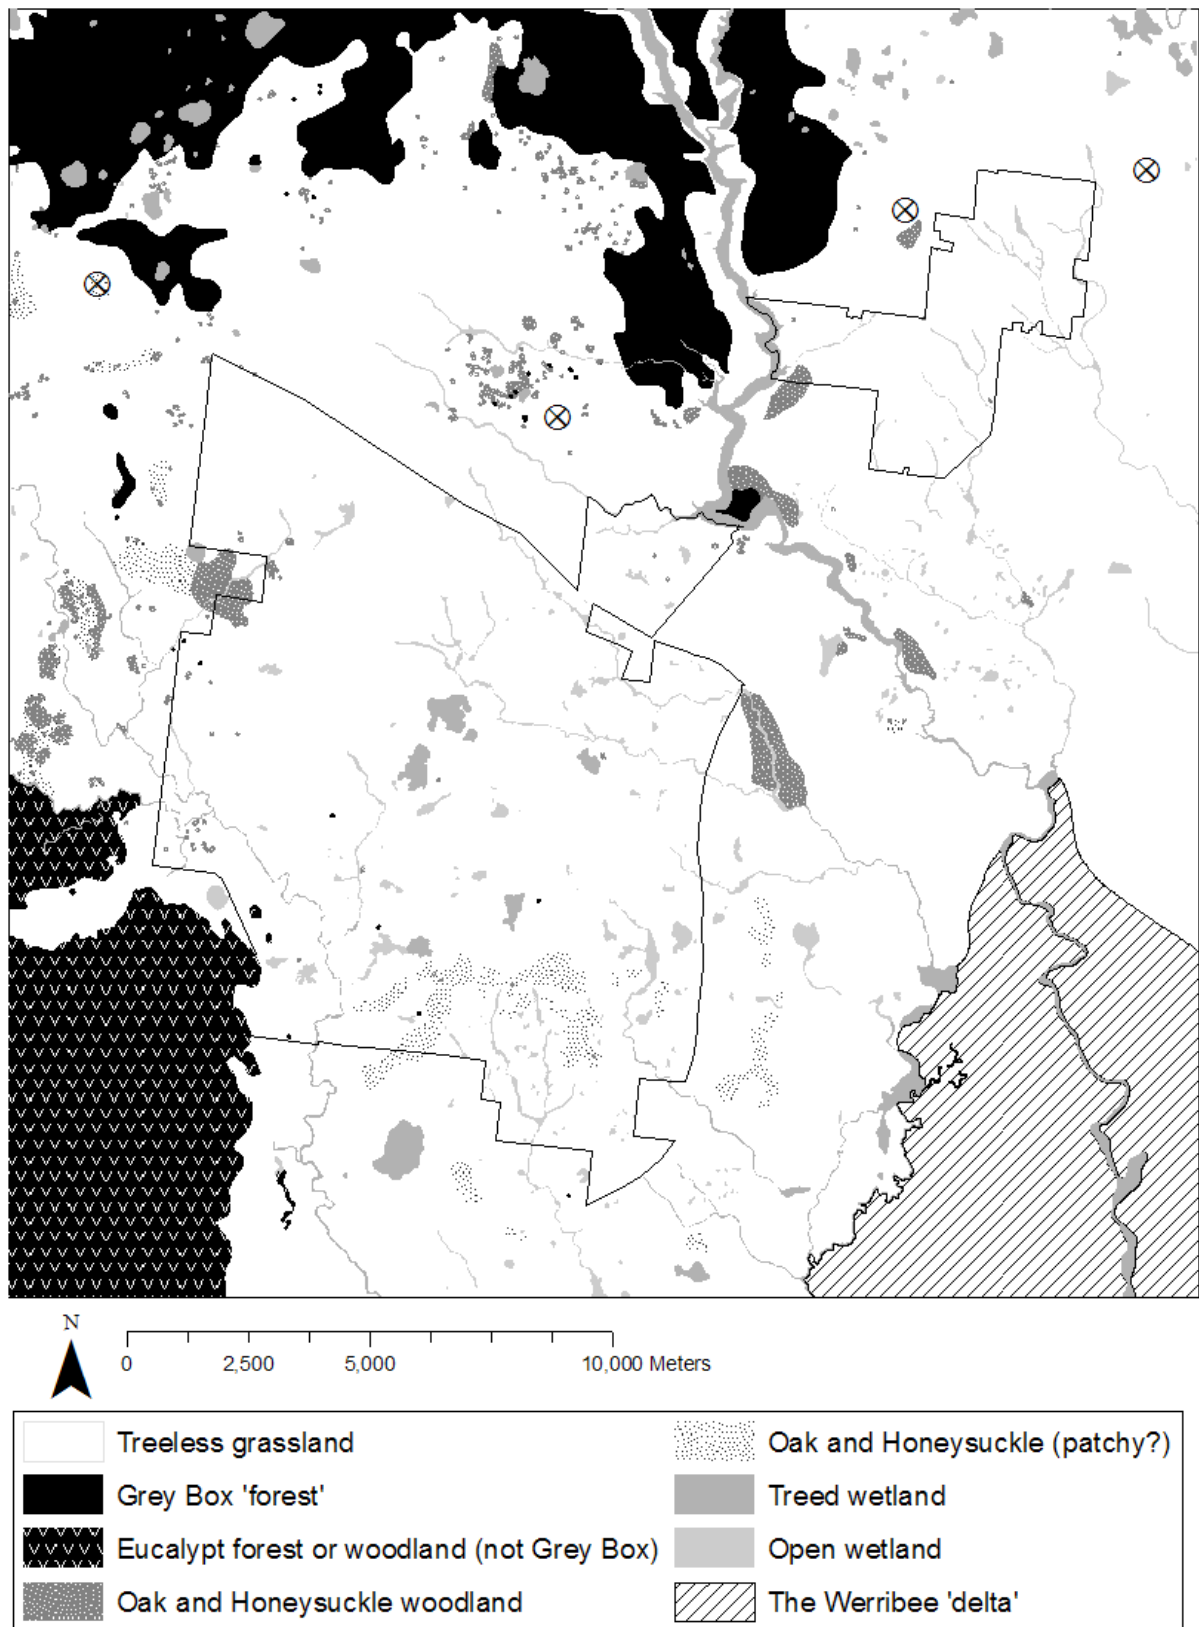 N
0 2,500 5,000 10,000 Meters
Treeless grassland
Grey Box 'forest'
Eucalypt forest or woodland (not Grey Box)
Oak and Honeysuckle woodland
Oak and Honeysuckle (patchy?)
Treed wetland
Open wetland
The Werribee 'delta'